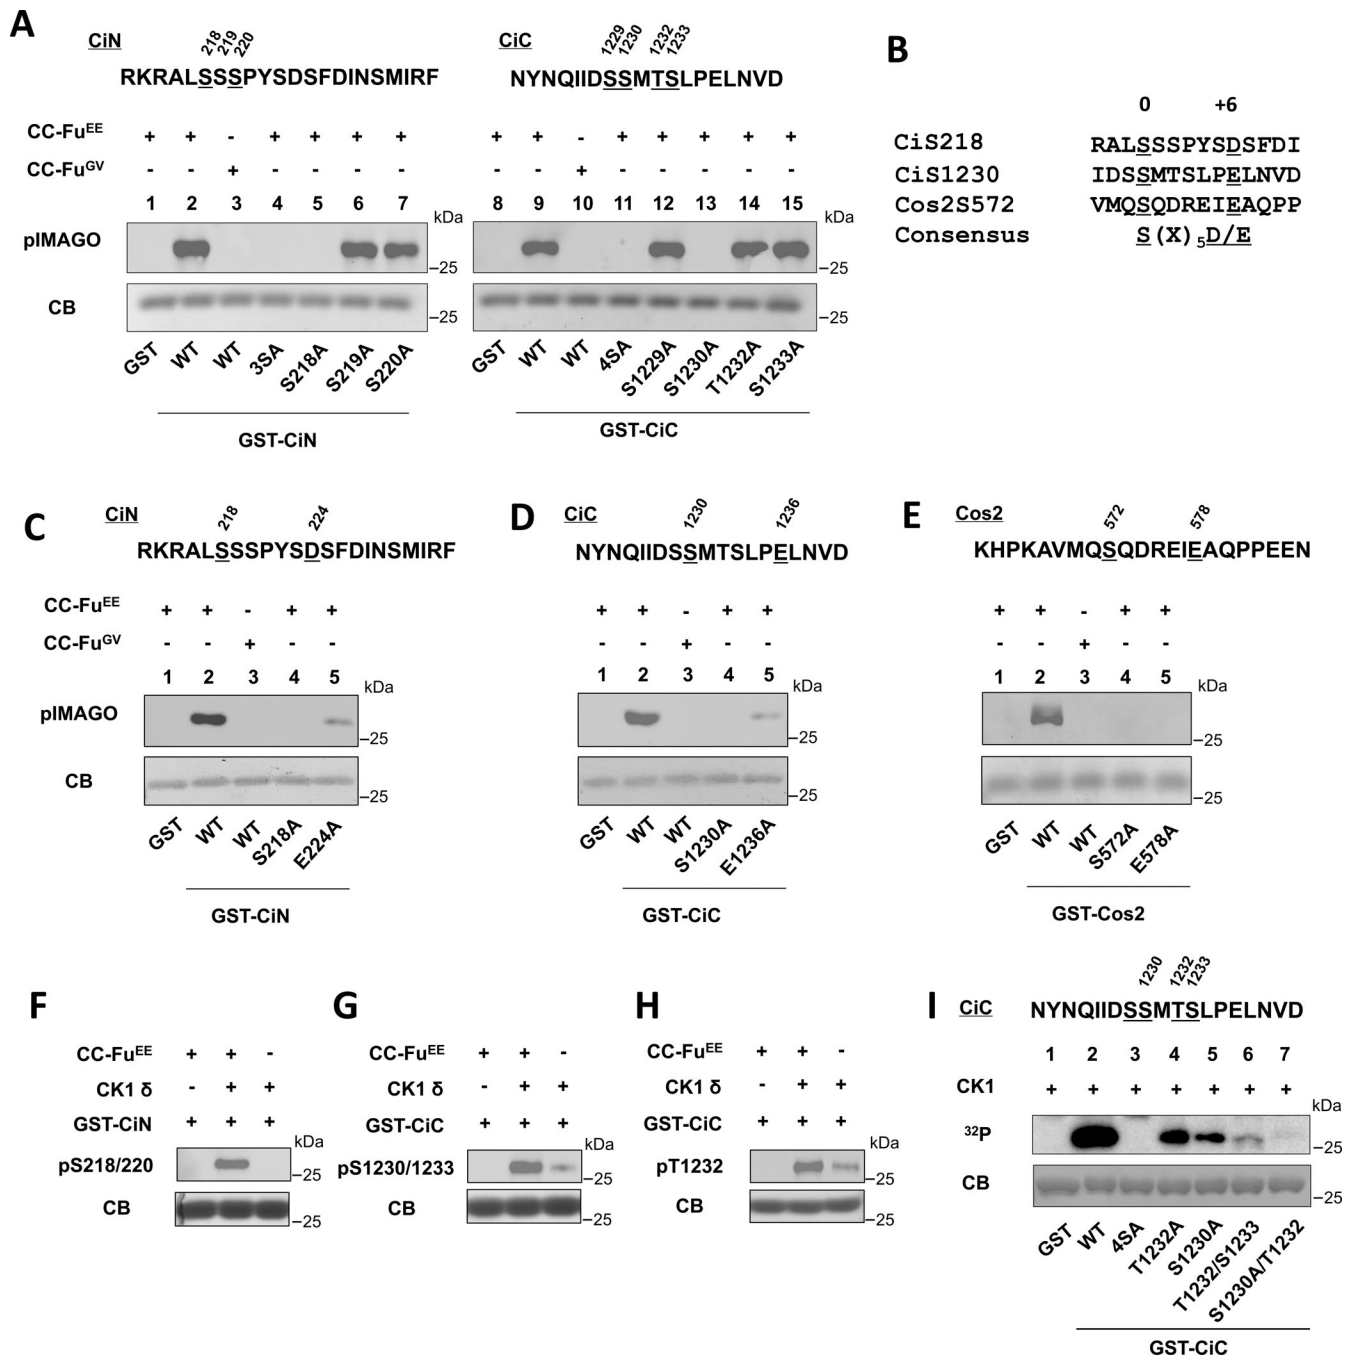 A
CiN
218
219
220
RKRALSSSPYSDSFDINSMIRF
CiC
1229
1230
1232
1233
NYNQIIDSSMTSLPELNVD
CC-FuEE + + - + + + + + + - + + + + +
CC-FuGV - - + - - - - - - + - - - - -
1 2 3 4 5 6 7 8 9 10 11 12 13 14 15
kDa kDa
pIMAGO
–25 –25
CB
–25 –25
GST WT WT 3SA S218A S219A S220A
GST WT WT 4SA S1229A S1230A T1232A S1233A
GST-CiN
GST-CiC
B
0 +6
CiS218 RALSSSPYSDSFDI
CiS1230 IDSSMTSLPELNVD
Cos2S572 VMQSQDREIEAQPP
Consensus S(X)5D/E
C
CiN
218 224
RKRALSSSPYSDSFDINSMIRF
CC-FuEE + + - + +
CC-FuGV - - + - -
1 2 3 4 5
kDa
pIMAGO
–25
CB
–25
GST WT WT S218A E224A
GST-CiN
D
CiC
1230 1236
NYNQIIDSSMTSLPELNVD
+ + - + +
- - + - -
1 2 3 4 5
kDa
–25
–25
GST WT WT S1230A E1236A
GST-CiC
E
Cos2
572 578
KHPKAVMQSQDREIEAQPPEEN
+ + - + +
- - + - -
1 2 3 4 5
kDa
–25
–25
GST WT WT S572A E578A
GST-Cos2
F
CC-FuEE + + -
CK1 δ - + +
GST-CiN + + +
kDa
pS218/220
–25
CB
–25
G
CC-FuEE + + -
CK1 δ - + +
GST-CiC + + +
kDa
pS1230/1233
–25
CB
–25
H
CC-FuEE + + -
CK1 δ - + +
GST-CiC + + +
kDa
pT1232
–25
CB
–25
I
CiC
1230 1232 1233
NYNQIIDSSMTSLPELNVD
1 2 3 4 5 6 7
CK1 + + + + + + +
kDa
32P
–25
CB
–25
GST WT 4SA T1232A S1230A T1232/S1233 S1230A/T1232
GST-CiC